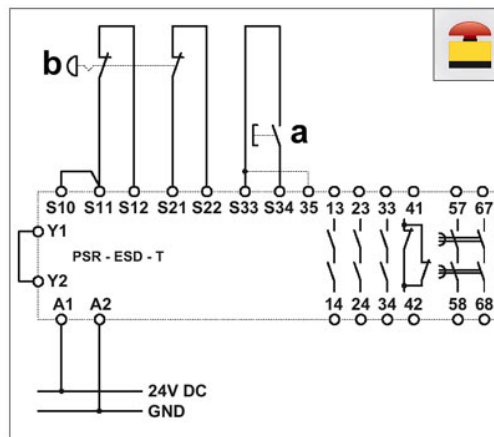 b
a
S10 S11 S12 S21 S22 S33 S34 35 13 23 33 41 57 67
Y1
PSR - ESD - T
Y2
A1 A2 14 24 34 42 58 68
24V DC
GND